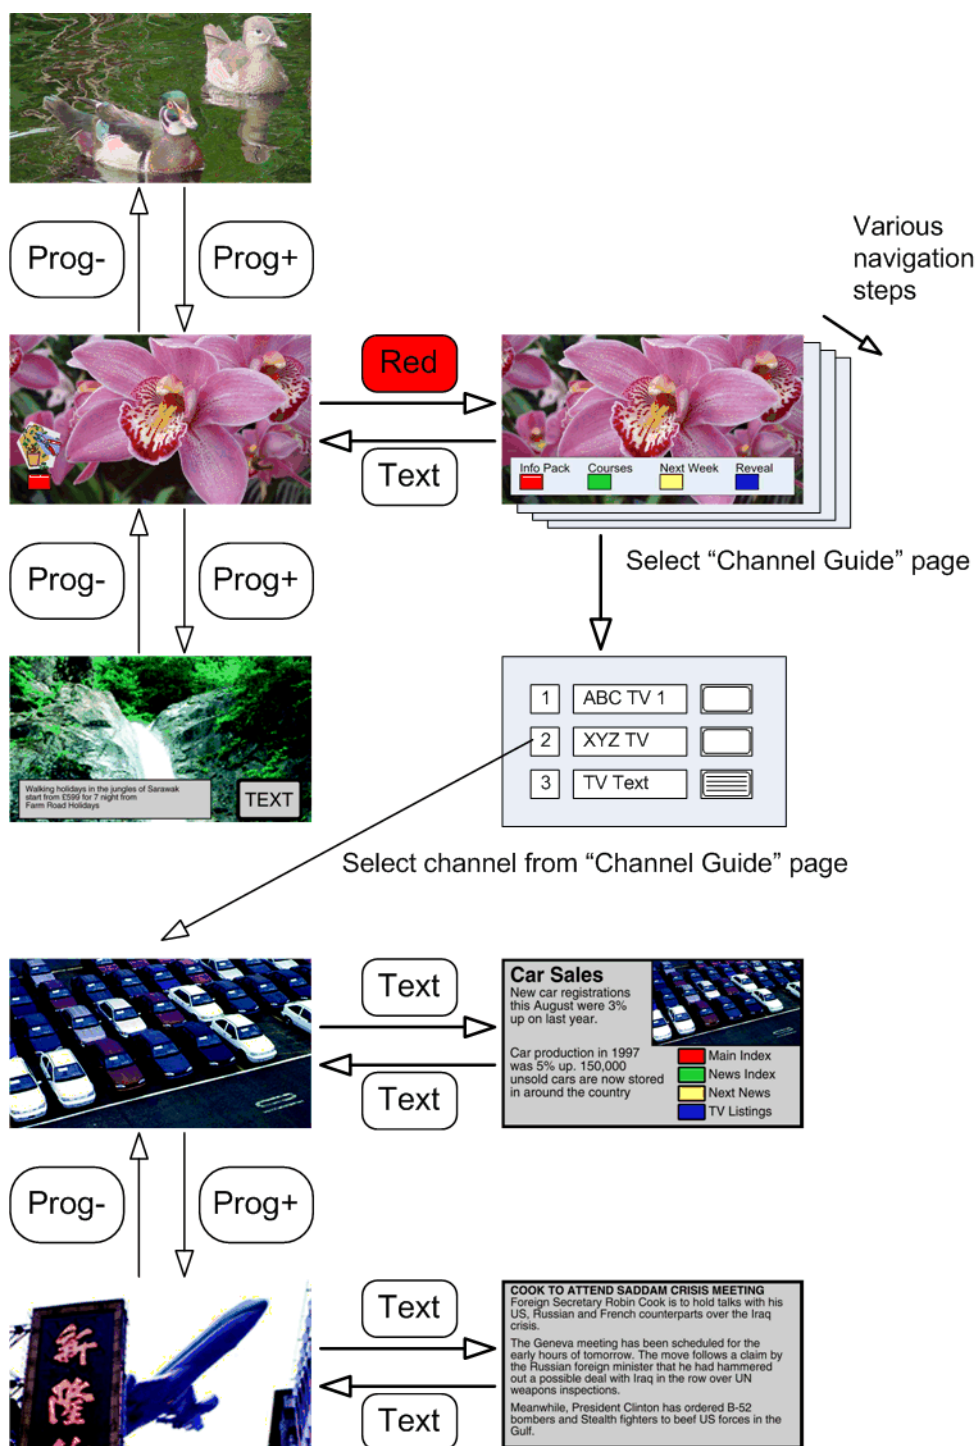 Prog-
Prog+
Various
navigation
steps
Red
Text
Info Pack
Courses
Next Week
Reveal
Prog-
Prog+
Select “Channel Guide” page
1
ABC TV 1
2
XYZ TV
3
TV Text
Walking holidays in the jungles of Sarawak
start from £599 for 7 night from
Farm Road Holidays
TEXT
Select channel from “Channel Guide” page
Text
Text
Car Sales
New car registrations
this August were 3%
up on last year.
Car production in 1997
was 5% up. 150,000
unsold cars are now stored
in around the country
Main Index
News Index
Next News
TV Listings
Prog-
Prog+
新
隆
Text
Text
COOK TO ATTEND SADDAM CRISIS MEETING
Foreign Secretary Robin Cook is to hold talks with his
US, Russian and French counterparts over the Iraq
crisis.
The Geneva meeting has been scheduled for the
early hours of tomorrow. The move follows a claim by
the Russian foreign minister that he had hammered
out a possible deal with Iraq in the row over UN
weapons inspections.
Meanwhile, President Clinton has ordered B-52
bombers and Stealth fighters to beef US forces in the
Gulf.